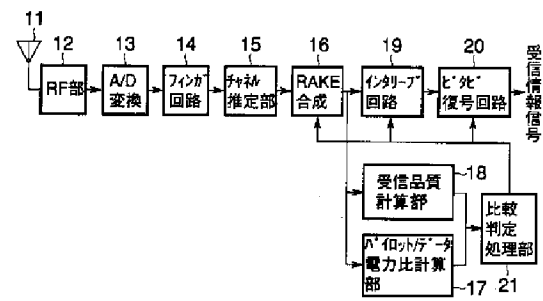 11
12
13
14
15
16
19
20
RF部
A/D
変換
フィンガ
回路
チャネル
推定部
RAKE
合成
インタリーブ
回路
ビタビ
復号回路
受信情報信号
18
受信品質
計算部
パイロット/データ
電力比計算
部
17
比較
判定
処理部
21